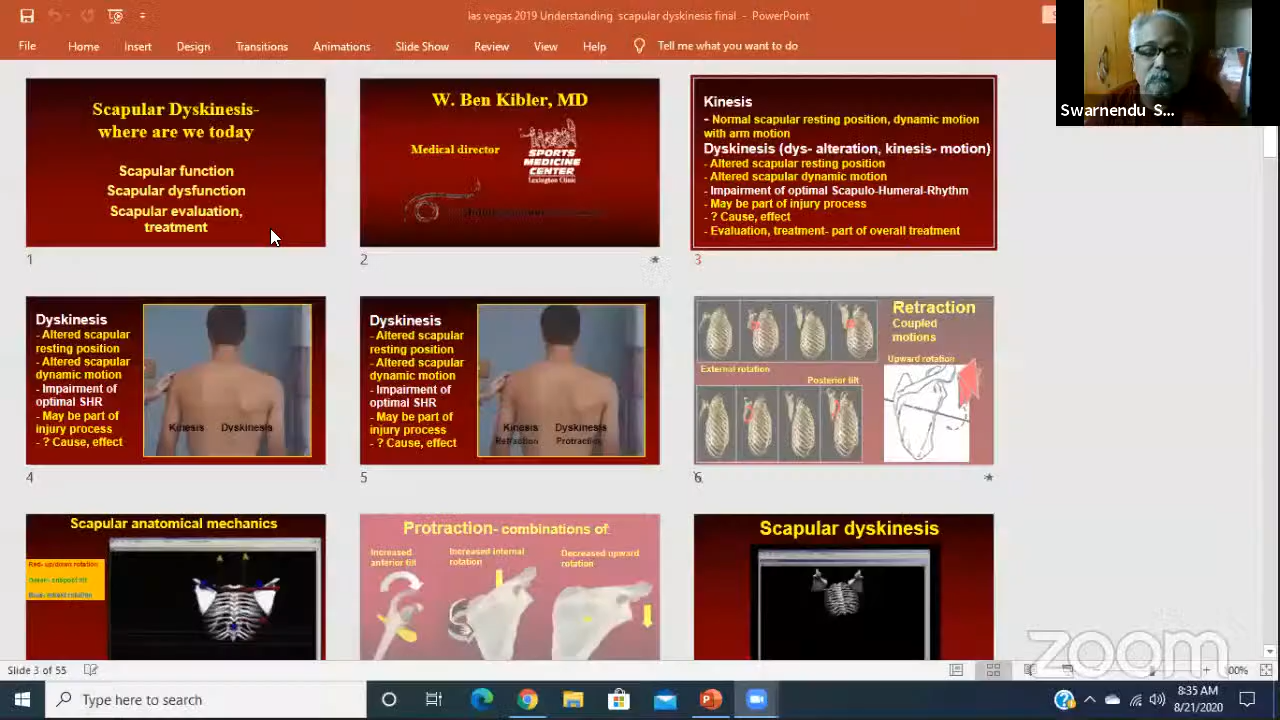 las vegas 2019 Understanding scapular dyskinesis final - PowerPoint
File Home Insert Design Transitions Animations Slide Show Review View Help Tell me what you want to do
Swarnendu S...
Scapular Dyskinesis-
where are we today
Scapular function
Scapular dysfunction
Scapular evaluation,
treatment
1
W. Ben Kibler, MD
Medical director
SPORTS
MEDICINE
CENTER
Lexington Clinic
2
Kinesis
- Normal scapular resting position, dynamic motion
with arm motion
Dyskinesis (dys- alteration, kinesis- motion)
- Altered scapular resting position
- Altered scapular dynamic motion
- Impairment of optimal Scapulo-Humeral-Rhythm
- May be part of injury process
- ? Cause, effect
- Evaluation, treatment- part of overall treatment
3
Dyskinesis
- Altered scapular
resting position
- Altered scapular
dynamic motion
- Impairment of
optimal SHR
- May be part of
injury process
- ? Cause, effect
Kinesis Dyskinesis
4
Dyskinesis
- Altered scapular
resting position
- Altered scapular
dynamic motion
- Impairment of
optimal SHR
- May be part of
injury process
- ? Cause, effect
Kinesis Dyskinesis
Retraction Protraction
5
Retraction
Coupled
motions
Upward rotation
External rotation
Posterior tilt
6
Scapular anatomical mechanics
Red- up/down rotation
Protraction- combinations of:
Increased
anterior tilt
Increased internal
rotation
Decreased upward
rotation
Scapular dyskinesis
zoom
Slide 3 of 55
Type here to search
8:31 AM
8/21/2020